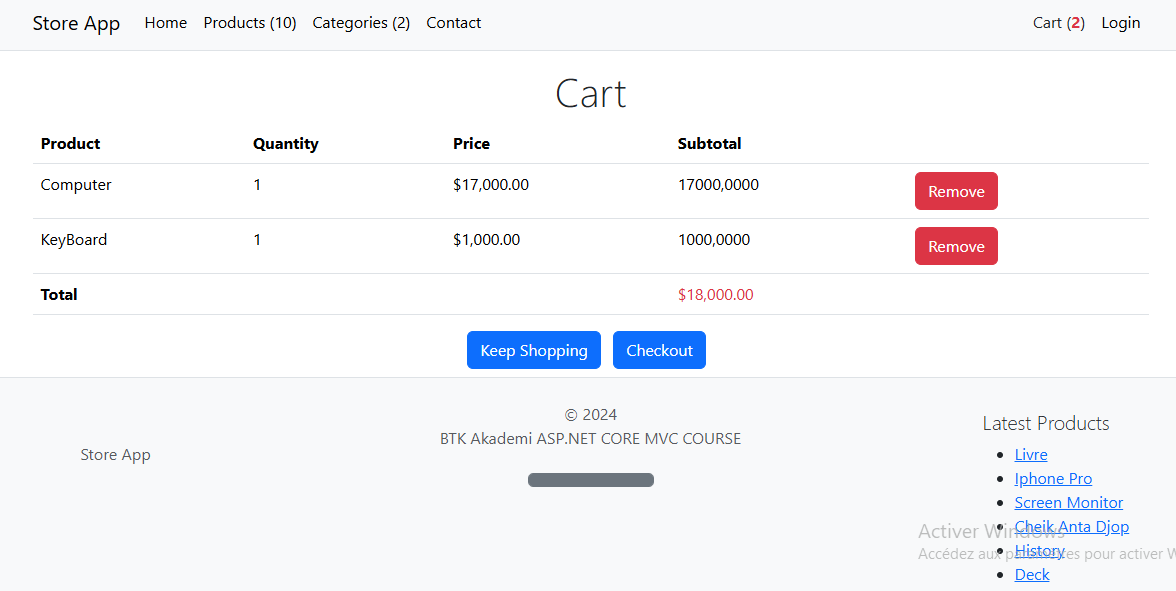 Store App Home Products (10) Categories (2) Contact Cart (2) Login
Cart
Product Quantity Price Subtotal
Computer 1 $17,000.00 17000,0000 Remove
KeyBoard 1 $1,000.00 1000,0000 Remove
Total $18,000.00
Keep Shopping Checkout
Store App
© 2024
BTK Akademi ASP.NET CORE MVC COURSE
Latest Products
Livre
Iphone Pro
Screen Monitor
Cheik Anta Djop
History
Deck
Activer Windows
Accédez aux paramètres pour activer W